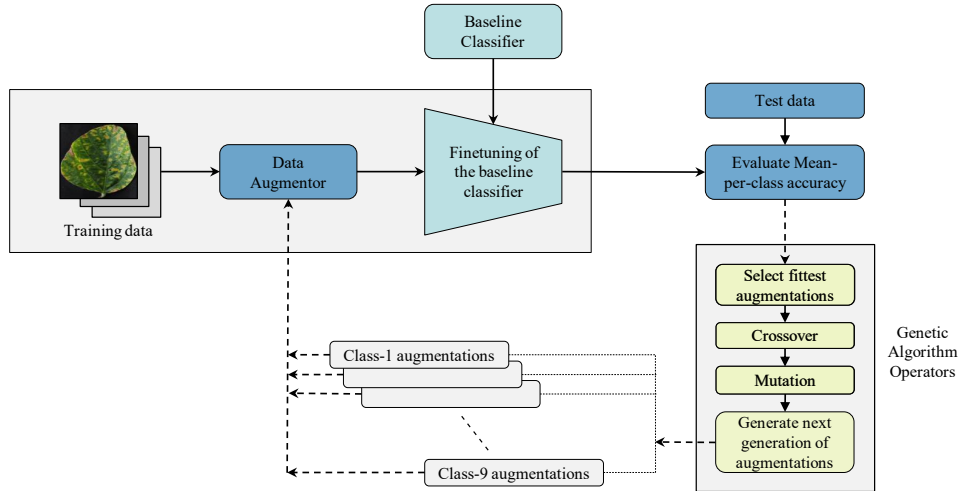 Baseline
Classifier
Test data
Data
Augmentor
Finetuning of
the baseline
classifier
Evaluate Mean-
per-class accuracy
Training data
Select fittest
augmentations
Crossover
Mutation
Generate next
generation of
augmentations
Genetic
Algorithm
Operators
Class-1 augmentations
Class-9 augmentations